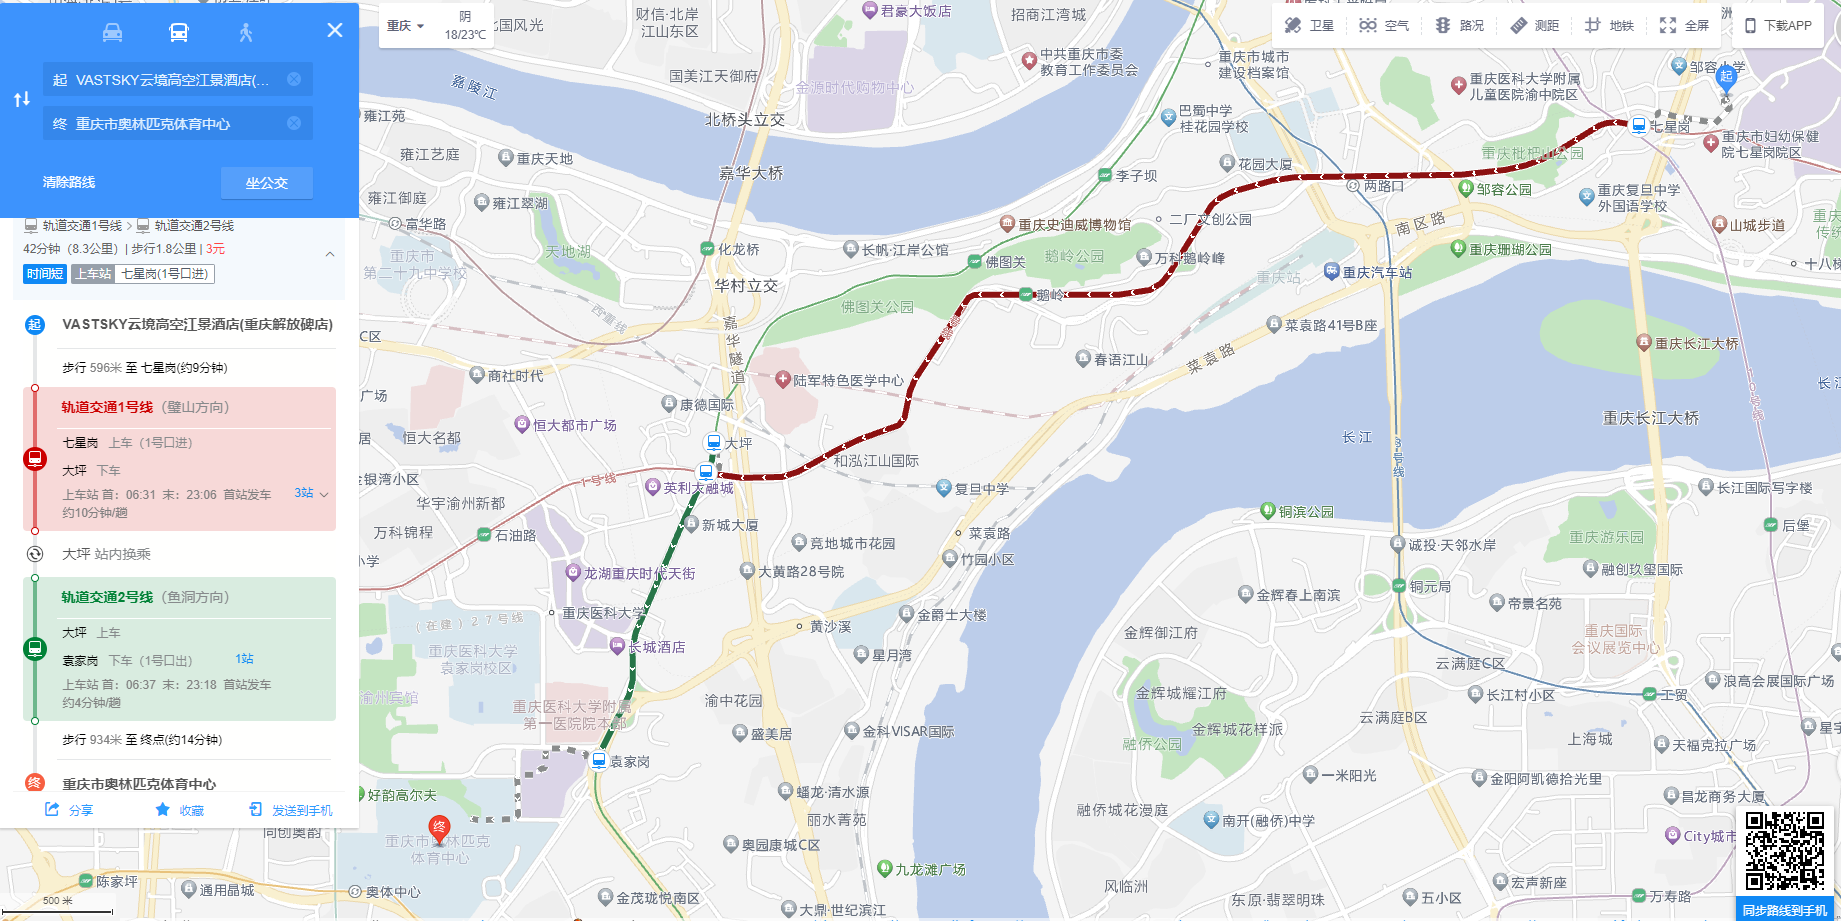 起 VASTSKY云境高空江景酒店(...
终 重庆市奥林匹克体育中心
清除路线
坐公交
轨道交通1号线 > 轨道交通2号线
42分钟（8.3公里）| 步行1.8公里 | 3元
时间短 上车站 七星岗(1号口进)
起 VASTSKY云境高空江景酒店(重庆解放碑店)
步行 596米 至 七星岗(约9分钟)
轨道交通1号线（璧山方向）
七星岗 上车（1号口进）
大坪 下车
上车站 首：06:31 末：23:06 首站发车
约10分钟/趟
3站
大坪 站内换乘
轨道交通2号线（鱼洞方向）
大坪 上车
袁家岗 下车（1号口出） 1站
上车站 首：06:37 末：23:18 首站发车
约4分钟/趟
步行 934米 至 终点(约14分钟)
终 重庆市奥林匹克体育中心
分享 收藏 发送到手机
重庆
阴
18/23℃
卫星 空气 路况 测距 地铁 全屏 下载APP
国风光
财信·北岸
江山东区
君豪大饭店
招商江湾城
中共重庆市委
教育工作委员会
重庆市城市
建设档案馆
重庆医科大学附属
儿童医院渝中院区
邹容小学
起
嘉陵江
国美江天御府
金源时代购物中心
北桥头立交
巴蜀中学
桂花园学校
七星岗
重庆市妇幼保健
院七星岗院区
雍江苑
雍江艺庭
重庆天地
嘉华大桥
李子坝
花园大厦
两路口
重庆枇杷山公园
邹容公园
重庆复旦中学
外国语学校
雍江御庭
雍江翠湖
富华路
天地湖
化龙桥
长帆·江岸公馆
重庆史迪威博物馆
二厂文创公园
南区路
山城步道
重庆珊瑚公园
重庆市
第二十九中学校
佛图关
鹅岭公园
万科鹅岭峰
重庆站
重庆汽车站
十八梯
华村立交
佛图关公园
鹅岭
西重线
嘉华隧道
菜袁路41号B座
重庆长江大桥
C区
春语江山
菜袁路
商社时代
陆军特色医学中心
广场
康德国际
10号线
重庆长江大桥
恒大名都
恒大都市广场
大坪
长江
3号线
和泓江山国际
金银湾小区
1号线
英利大融城
复旦中学
长江国际写字楼
华宇渝州新都
新城大厦
铜滨公园
后堡
万科锦程
石油路
竞地城市花园
菜袁路
诚投·天邻水岸
重庆游乐园
竹园小区
龙湖重庆时代天街
大黄路28号院
融创玖玺国际
铜元局
金辉春上南滨
帝景名苑
重庆医科大学
金爵士大楼
(在建)27号线
黄沙溪
金辉御江府
重庆国际
会议展览中心
重庆医科大学
袁家岗校区
长城酒店
星月湾
云满庭C区
渝州宾馆
渝中花园
金辉城耀江府
长江村小区
工贸
浪高会展国际广场
重庆医科大学附属
第一医院院本部
云满庭B区
盛美居
金科VISAR国际
金辉城花样派
融侨公园
上海城
天福克拉广场
袁家岗
一米阳光
金阳阿凯德拾光里
好韵高尔夫
蟠龙·清水源
融侨城花漫庭
昌龙商务大厦
丽水菁苑
南开(融侨)中学
同创奥韵
终
重庆市奥林匹克
体育中心
奥园康城C区
九龙滩广场
陈家坪
通用晶城
奥体中心
金茂珑悦南区
大鼎·世纪滨江
风临洲
东原·翡翠明珠
五小区
宏声新座
万寿路
500 米
同步路线到手机